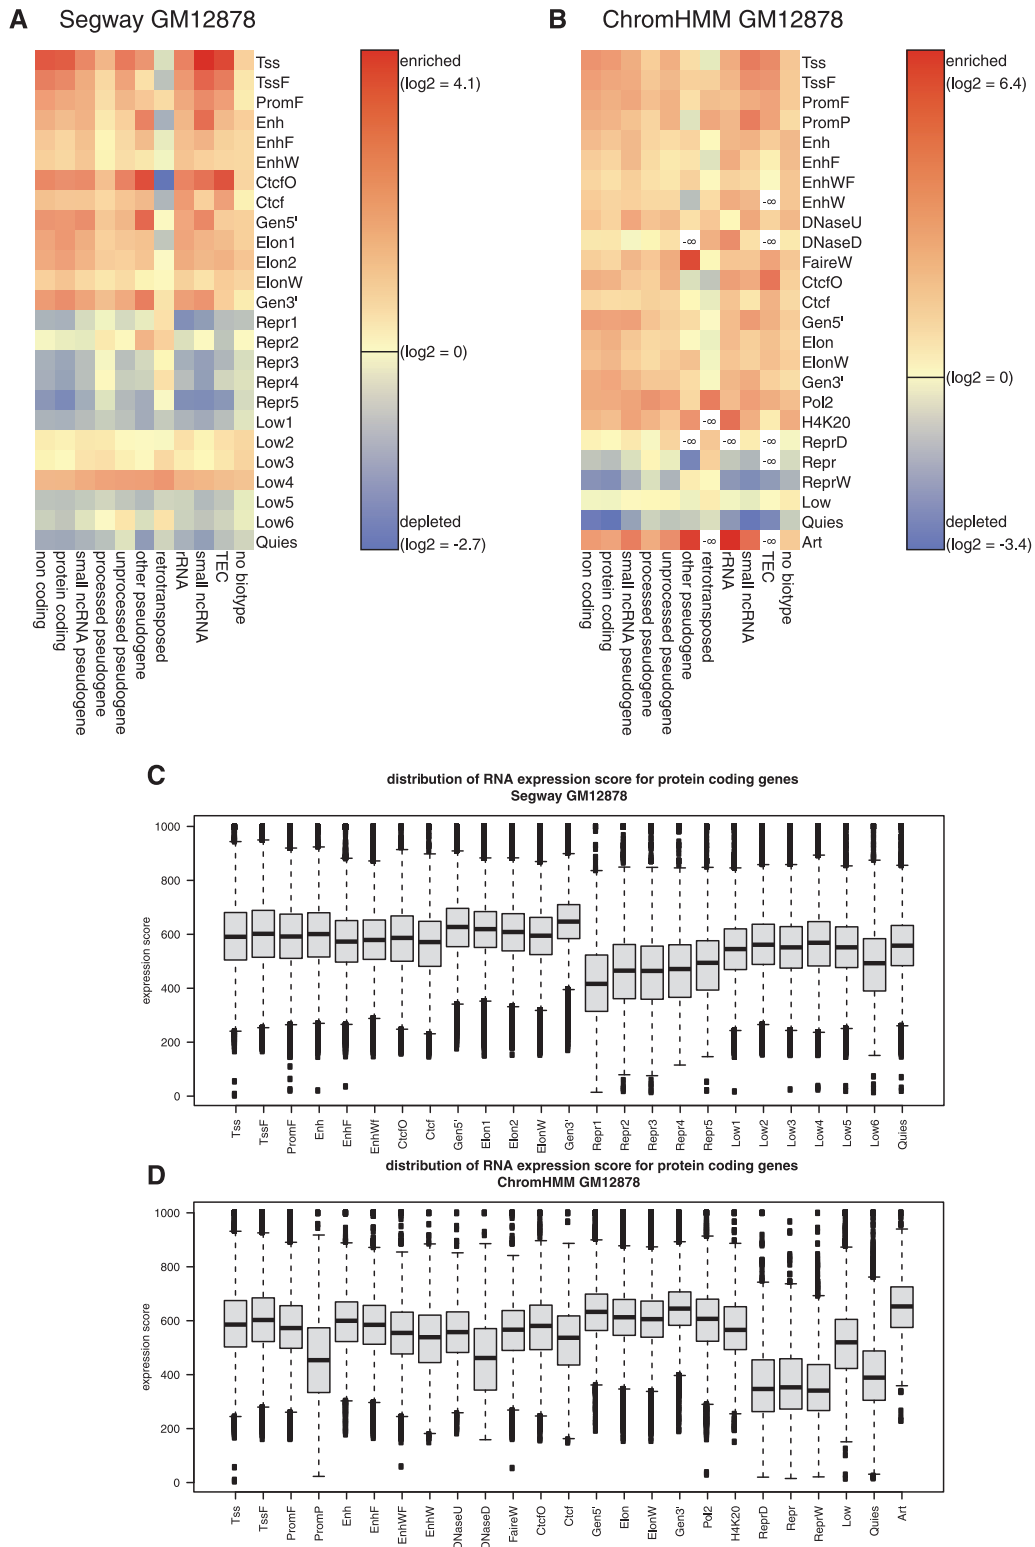 A Segway GM12878
Tss
TssF
PromF
Enh
EnhF
EnhW
CtcfO
Ctcf
Gen5'
Elon1
Elon2
ElonW
Gen3'
Repr1
Repr2
Repr3
Repr4
Repr5
Low1
Low2
Low3
Low4
Low5
Low6
Quies
non coding
protein coding
small ncRNA pseudogene
processed pseudogene
unprocessed pseudogene
other pseudogene
retrotransposed
rRNA
small ncRNA
TEC
no biotype
enriched
(log2 = 4.1)
(log2 = 0)
depleted
(log2 = -2.7)
B ChromHMM GM12878
Tss
TssF
PromF
PromP
Enh
EnhF
EnhWF
-∞ EnhW
DNaseU
-∞ -∞ DNaseD
FaireW
CtcfO
Ctcf
Gen5'
Elon
ElonW
Gen3'
Pol2
-∞ H4K20
-∞ -∞ -∞ ReprD
-∞ Repr
ReprW
Low
Quies
-∞ -∞ Art
non coding
protein coding
small ncRNA pseudogene
processed pseudogene
unprocessed pseudogene
other pseudogene
retrotransposed
rRNA
small ncRNA
TEC
no biotype
enriched
(log2 = 6.4)
(log2 = 0)
depleted
(log2 = -3.4)
C
distribution of RNA expression score for protein coding genes
Segway GM12878
expression score
1000
800
600
400
200
0
Tss
TssF
PromF
Enh
EnhF
EnhWf
CtcfO
Ctcf
Gen5'
Elon1
Elon2
ElonW
Gen3'
Repr1
Repr2
Repr3
Repr4
Repr5
Low1
Low2
Low3
Low4
Low5
Low6
Quies
D
distribution of RNA expression score for protein coding genes
ChromHMM GM12878
expression score
1000
800
600
400
200
0
Tss
TssF
PromF
PromP
Enh
EnhF
EnhWF
EnhW
DNaseU
DNaseD
FaireW
CtcfO
Ctcf
Gen5'
Elon
ElonW
Gen3'
Pol2
H4K20
ReprD
Repr
ReprW
Low
Quies
Art